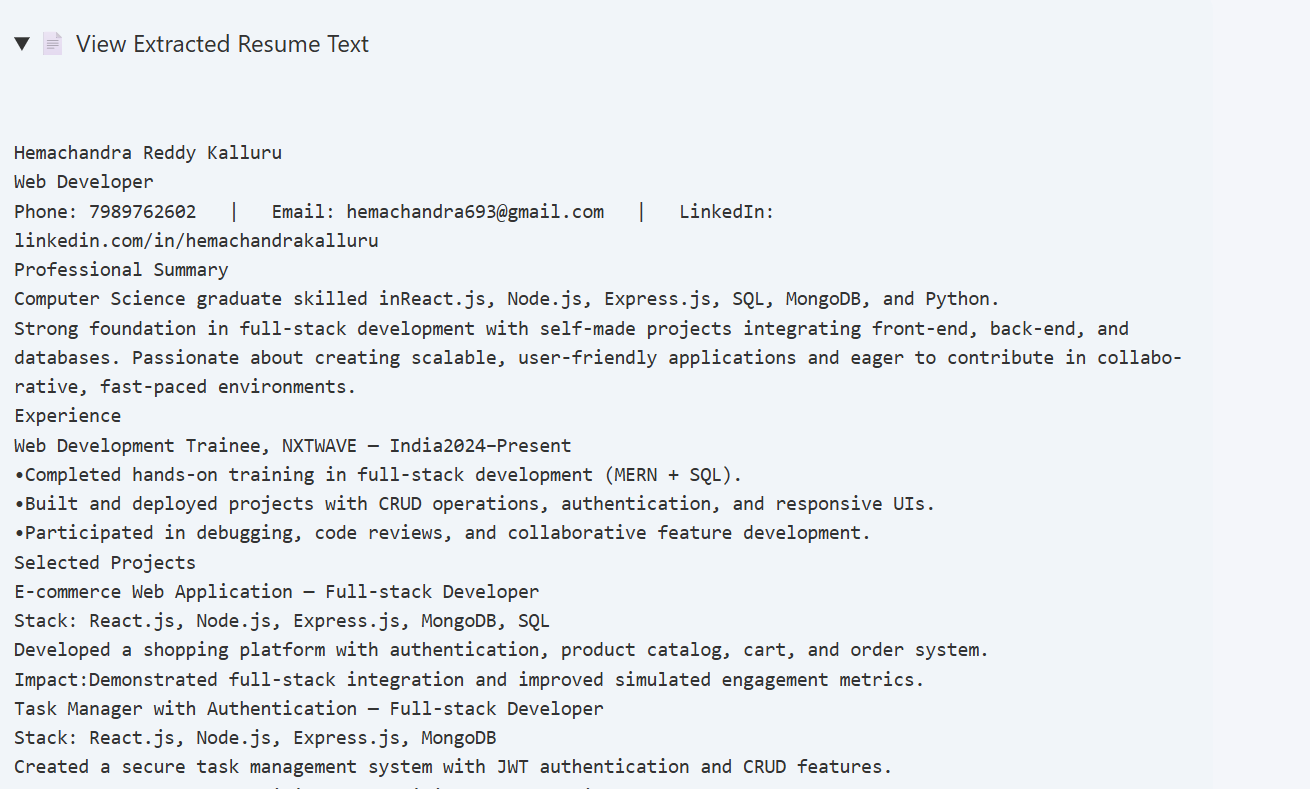 View Extracted Resume Text
Hemachandra Reddy Kalluru
Web Developer
Phone: 7989762602 | Email: hemachandra693@gmail.com | LinkedIn:
linkedin.com/in/hemachandrakalluru
Professional Summary
Computer Science graduate skilled inReact.js, Node.js, Express.js, SQL, MongoDB, and Python.
Strong foundation in full-stack development with self-made projects integrating front-end, back-end, and
databases. Passionate about creating scalable, user-friendly applications and eager to contribute in collabo-
rative, fast-paced environments.
Experience
Web Development Trainee, NXTWAVE — India2024–Present
•Completed hands-on training in full-stack development (MERN + SQL).
•Built and deployed projects with CRUD operations, authentication, and responsive UIs.
•Participated in debugging, code reviews, and collaborative feature development.
Selected Projects
E-commerce Web Application — Full-stack Developer
Stack: React.js, Node.js, Express.js, MongoDB, SQL
Developed a shopping platform with authentication, product catalog, cart, and order system.
Impact:Demonstrated full-stack integration and improved simulated engagement metrics.
Task Manager with Authentication — Full-stack Developer
Stack: React.js, Node.js, Express.js, MongoDB
Created a secure task management system with JWT authentication and CRUD features.